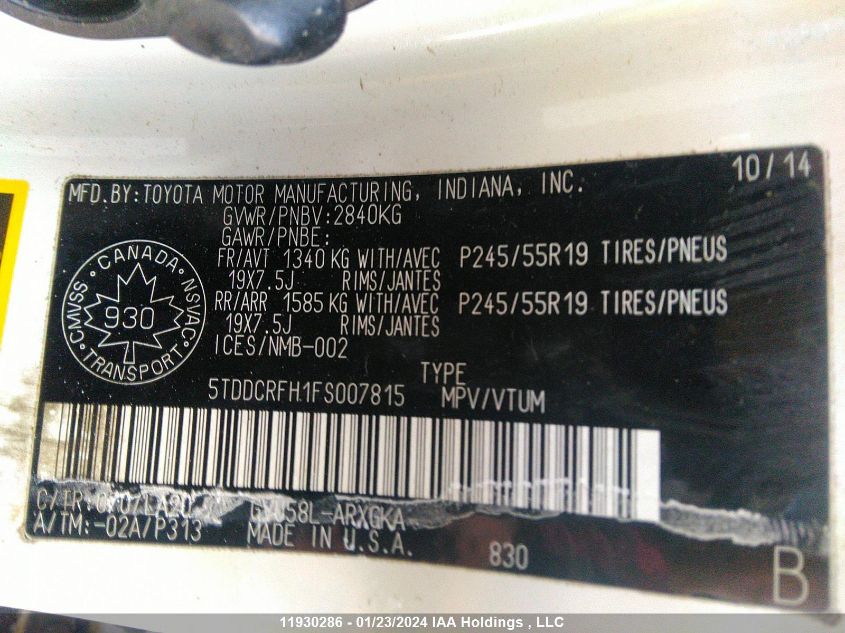 10/14
MFD.BY:TOYOTA MOTOR MANUFACTURING, INDIANA, INC.
GVWR/PNBV:2840KG
GAWR/PNBE:
FR/AVT 1340 KG WITH/AVEC P245/55R19 TIRES/PNEUS
19X7.5J RIMS/JANTES
RR/ARR 1585 KG WITH/AVEC P245/55R19 TIRES/PNEUS
19X7.5J RIMS/JANTES
ICES/NMB-002
CANADA
CMVSS NSVAC
930
TRANSPORT
TYPE
5TDDCRFH1FS007815 MPV/VTUM
A/TM:-02A/P313
MADE IN U.S.A.
830
B
11930286 - 01/23/2024 IAA Holdings , LLC